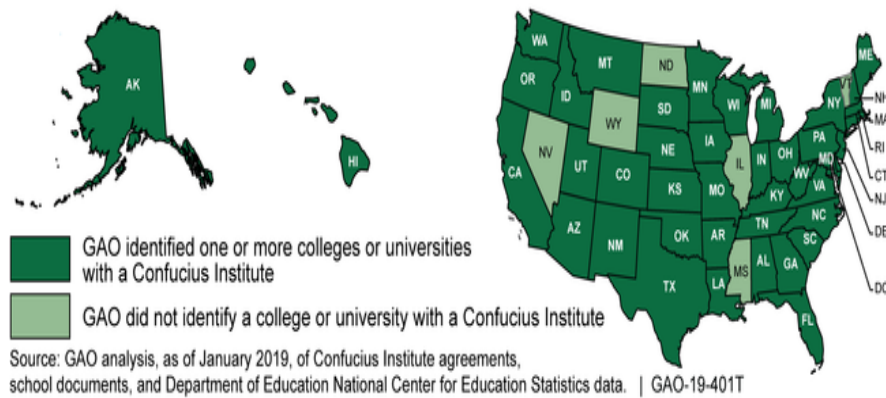 AK
HI
WA
OR
CA
ID
NV
MT
WY
UT
AZ
CO
NM
ND
SD
NE
KS
OK
TX
MN
IA
MO
AR
LA
WI
IL
MS
MI
IN
KY
TN
AL
OH
WV
GA
FL
SC
NC
VA
MD
PA
NY
VT
ME
NH
MA
RI
CT
NJ
DE
DC
GAO identified one or more colleges or universities
with a Confucius Institute
GAO did not identify a college or university with a Confucius Institute
Source: GAO analysis, as of January 2019, of Confucius Institute agreements,
school documents, and Department of Education National Center for Education Statistics data. | GAO-19-401T